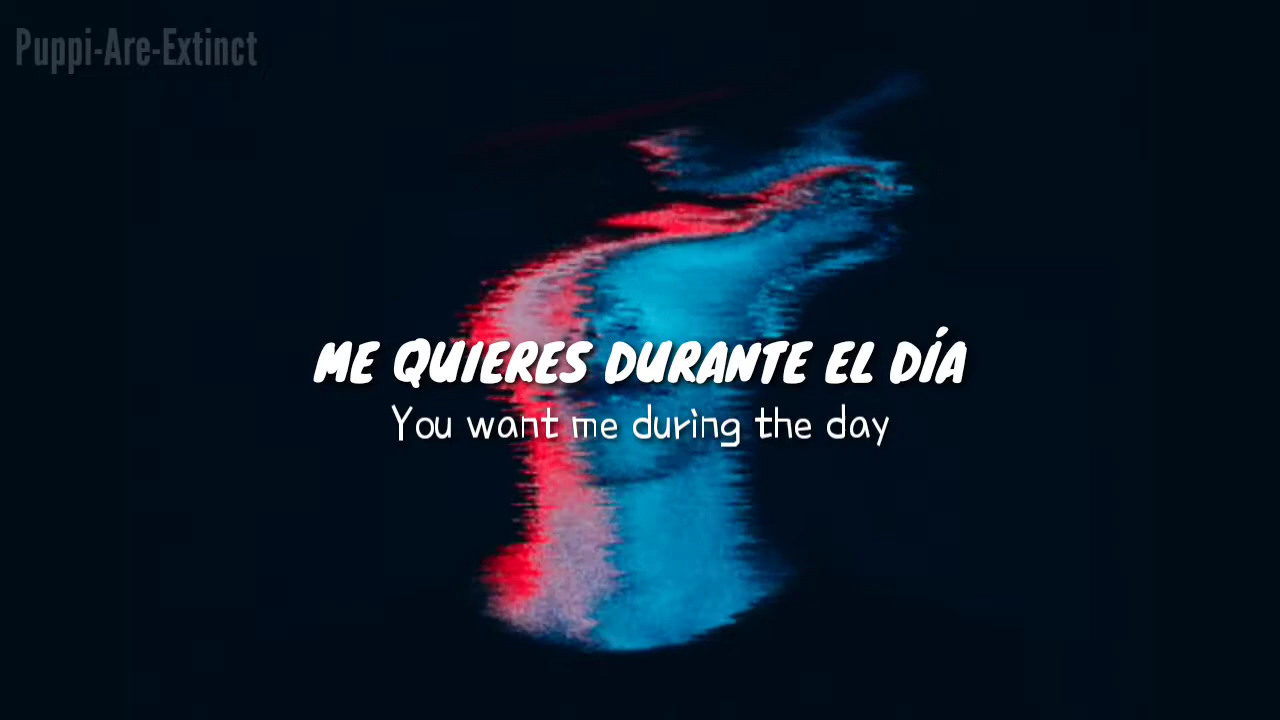 Puppi-Are-Extinct
ME QUIERES DURANTE EL DÍA
You want me during the day